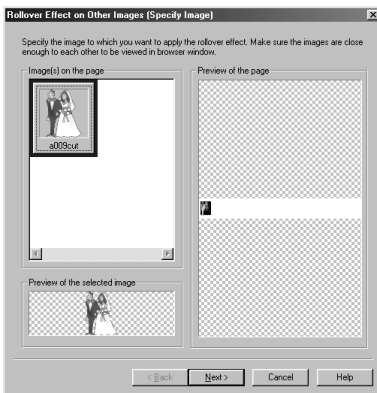 Rollover Effect on Other Images (Specify Image)
Specify the image to which you want to apply the rollover effect. Make sure the images are close
enough to each other to be viewed in browser window.
Image(s) on the page
a009cut
Preview of the selected image
Preview of the page
< Back
Next >
Cancel
Help